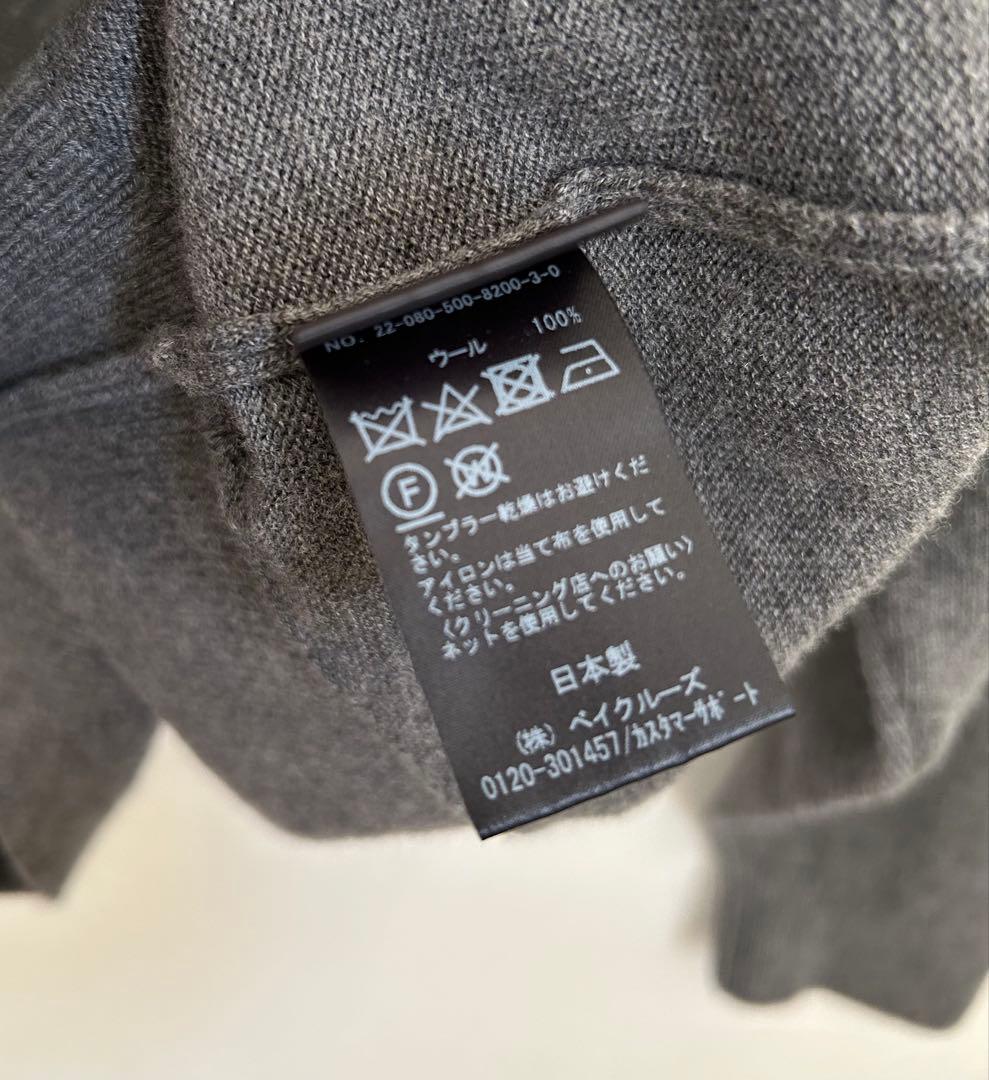 NO. 22-080-500-8200-3-0
ウール 100%
F W
タンブラー乾燥はお避けくだ
さい。
アイロンは当て布を使用して
ください。
〈クリーニング店へのお願い〉
ネットを使用してください。
日本製
(株) ベイクルーズ
0120-301457/ｶｽﾀﾏｰｻﾎﾟｰﾄ